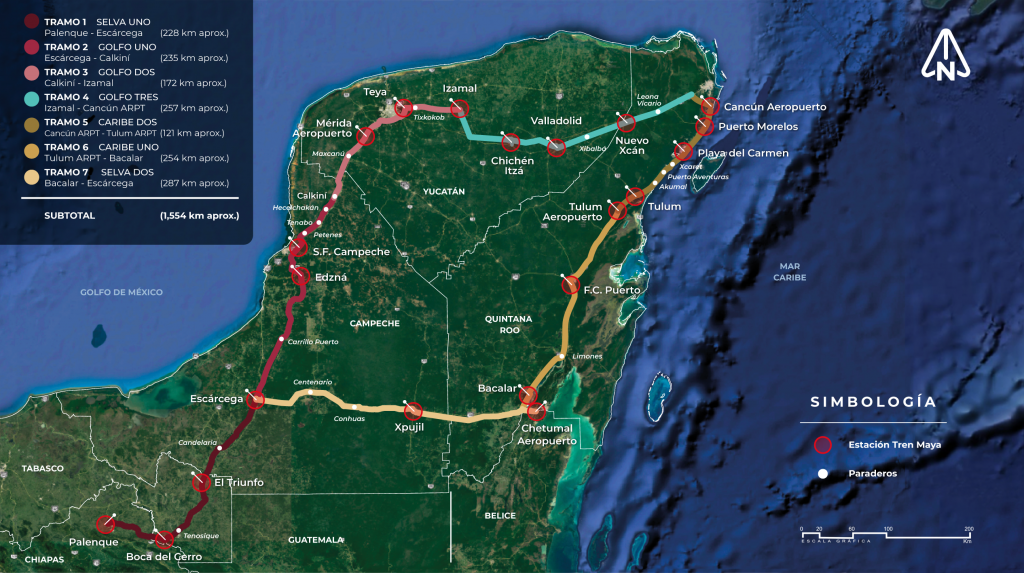 TRAMO 1 SELVA UNO
Palenque - Escárcega (228 km aprox.)
TRAMO 2 GOLFO UNO
Escárcega - Calkiní (235 km aprox.)
TRAMO 3 GOLFO DOS
Calkiní - Izamal (172 km aprox.)
TRAMO 4 GOLFO TRES
Izamal - Cancún ARPT (257 km aprox.)
TRAMO 5 CARIBE DOS
Cancún ARPT - Tulum ARPT (121 km aprox.)
TRAMO 6 CARIBE UNO
Tulum ARPT - Bacalar (254 km aprox.)
TRAMO 7 SELVA DOS
Bacalar - Escárcega (287 km aprox.)
SUBTOTAL (1,554 km aprox.)
N
Teya
Izamal
Tixkokob
Mérida
Aeropuerto
Maxcanú
Valladolid
Leona
Vicario
Cancún Aeropuerto
Puerto Morelos
Nuevo
Xcán
Xibalbá
Chichén
Itzá
Playa del Carmen
Xcaret
Puerto Aventuras
Akumal
YUCATÁN
Calkiní
Hecelchakán
Tenabo
Petenes
Tulum
Aeropuerto
Tulum
S.F. Campeche
Edzná
F.C. Puerto
MAR
CARIBE
GOLFO DE MÉXICO
CAMPECHE
QUINTANA
ROO
Carrillo Puerto
Limones
Centenario
Escárcega
Conhuas
Xpujil
Bacalar
Chetumal
Aeropuerto
SIMBOLOGÍA
Estación Tren Maya
Paraderos
Candelaria
TABASCO
El Triunfo
BELICE
Tenosique
Palenque
Boca del Cerro
GUATEMALA
CHIAPAS
0 20 60 100 200
Km
ESCALA GRÁFICA